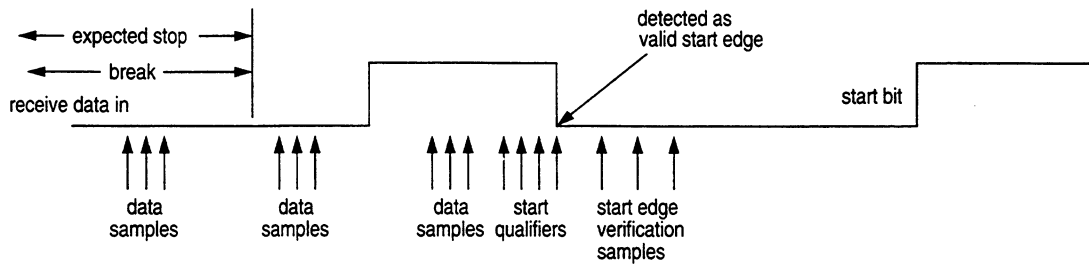 detected as
valid start edge
expected stop
break
receive data in
start bit
data
samples
data
samples
data
samples
start
qualifiers
start edge
verification
samples